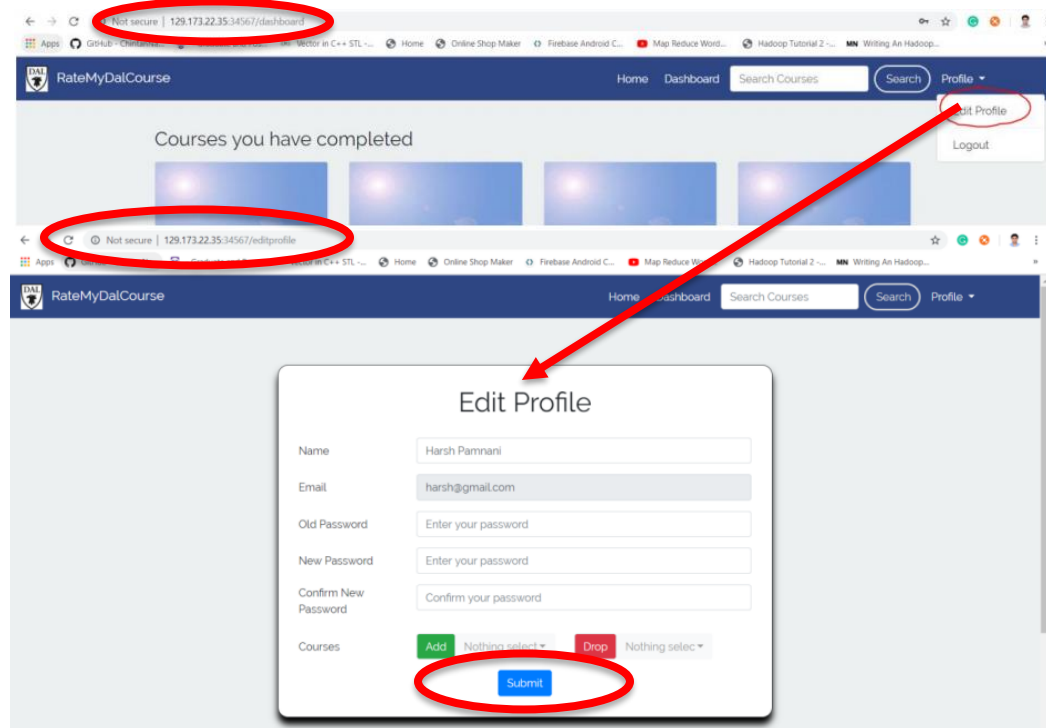 Not secure | 129.173.22.35:34567/dashboard
Apps GitHub - Chintanna... Vector in C++ STL -... Home Online Shop Maker Firebase Android C... Map Reduce Word... Hadoop Tutorial 2 -... MN Writing An Hadoop...
DAL RateMyDalCourse Home Dashboard Search Courses Search Profile
Edit Profile
Logout
Courses you have completed
Not secure | 129.173.22.35:34567/editprofile
Apps in C++ STL -... Home Online Shop Maker Firebase Android C... Map Reduce Hadoop Tutorial 2 -... MN Writing An Hadoop... »
DAL RateMyDalCourse Home Dashboard Search Courses Search Profile
Edit Profile
Name Harsh Pamnani
Email harsh@gmail.com
Old Password Enter your password
New Password Enter your password
Confirm New Password Confirm your password
Courses Add Nothing select Drop Nothing selec
Submit